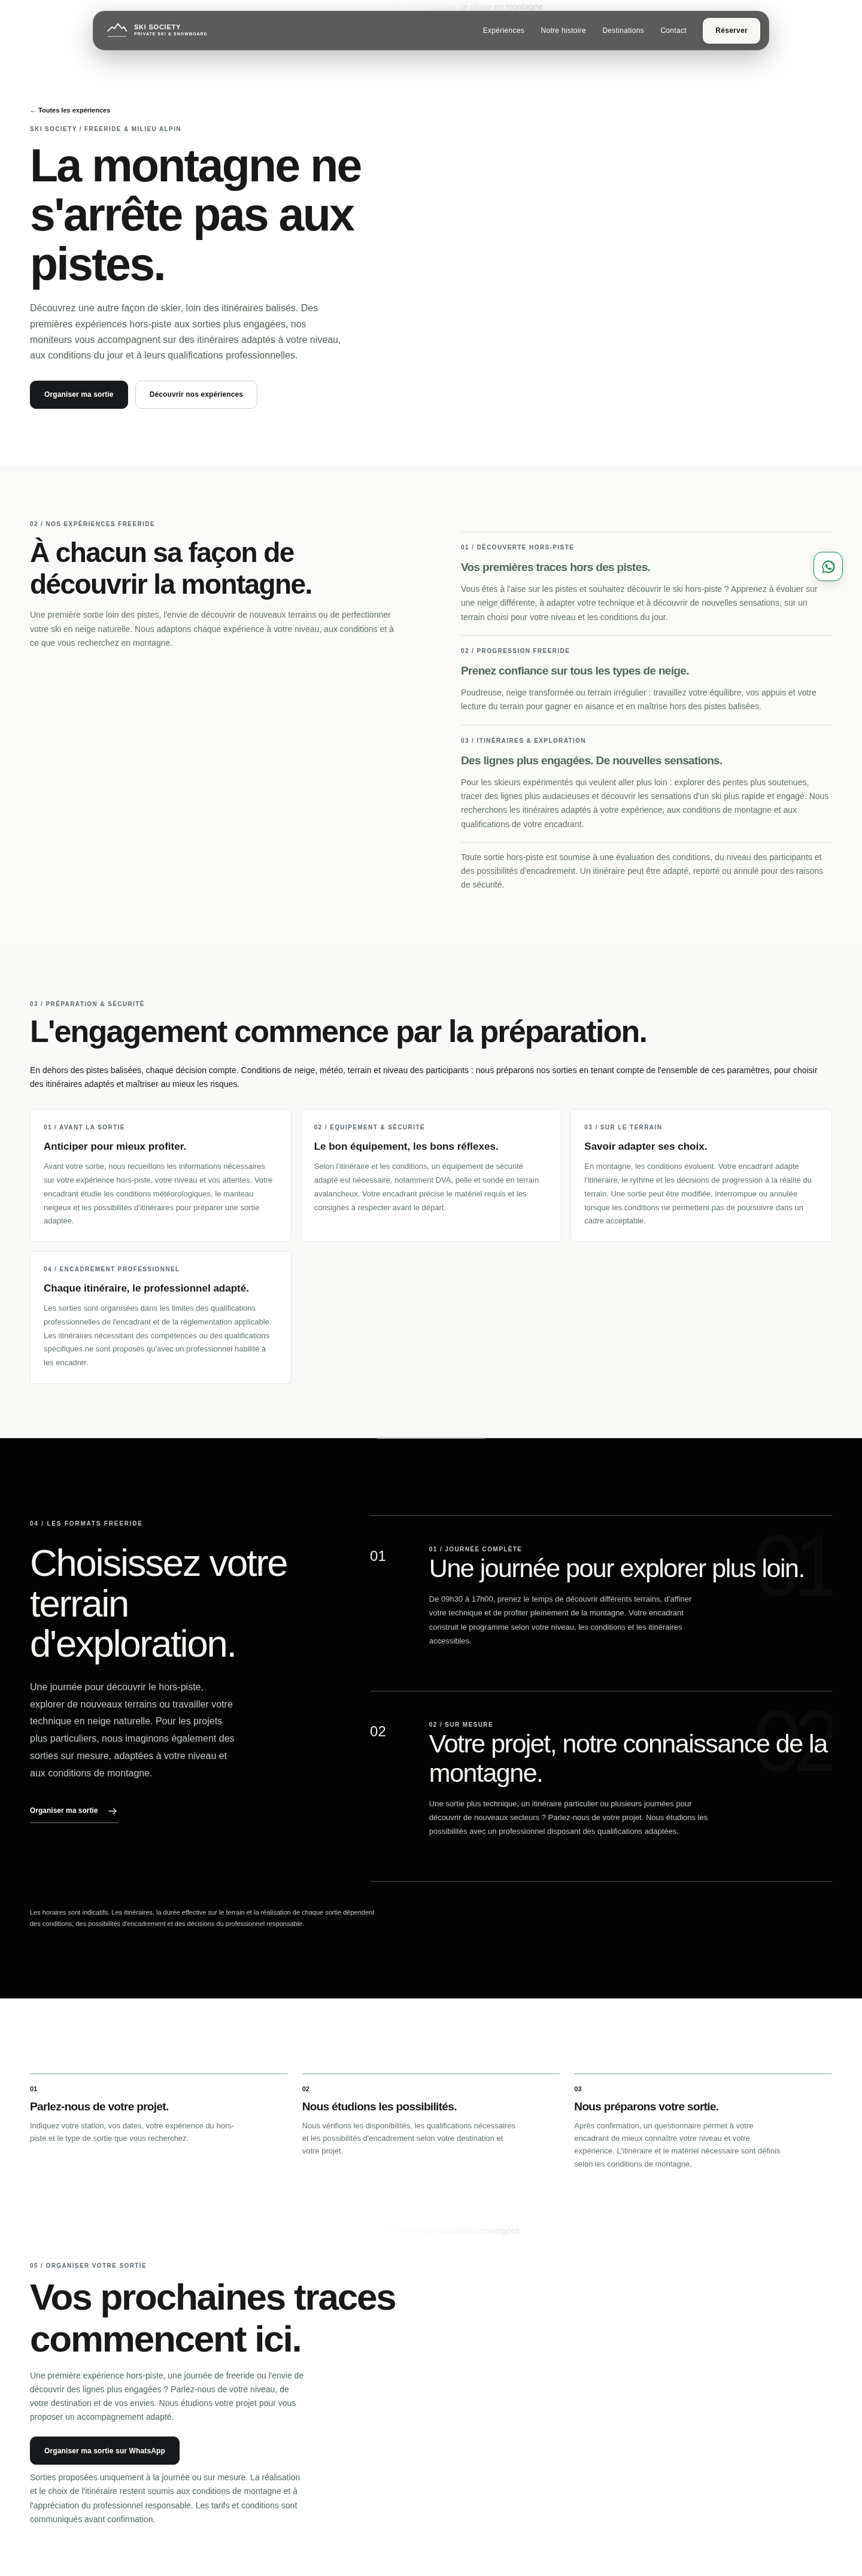 en montagne
SKI SOCIETY
PRIVATE SKI & SNOWBOARD
Expériences
Notre histoire
Destinations
Contact
Réserver
← Toutes les expériences
SKI SOCIETY / FREERIDE & MILIEU ALPIN
La montagne ne
s'arrête pas aux
pistes.
Découvrez une autre façon de skier, loin des itinéraires balisés. Des
premières expériences hors-piste aux sorties plus engagées, nos
moniteurs vous accompagnent sur des itinéraires adaptés à votre niveau,
aux conditions du jour et à leurs qualifications professionnelles.
Organiser ma sortie
Découvrir nos expériences
02 / NOS EXPÉRIENCES FREERIDE
À chacun sa façon de
découvrir la montagne.
Une première sortie loin des pistes, l'envie de découvrir de nouveaux terrains ou de perfectionner
votre ski en neige naturelle. Nous adaptons chaque expérience à votre niveau, aux conditions et à
ce que vous recherchez en montagne.
01 / DÉCOUVERTE HORS-PISTE
Vos premières traces hors des pistes.
Vous êtes à l'aise sur les pistes et souhaitez découvrir le ski hors-piste ? Apprenez à évoluer sur
une neige différente, à adapter votre technique et à découvrir de nouvelles sensations, sur un
terrain choisi pour votre niveau et les conditions du jour.
02 / PROGRESSION FREERIDE
Prenez confiance sur tous les types de neige.
Poudreuse, neige transformée ou terrain irrégulier : travaillez votre équilibre, vos appuis et votre
lecture du terrain pour gagner en aisance et en maîtrise hors des pistes balisées.
03 / ITINÉRAIRES & EXPLORATION
Des lignes plus engagées. De nouvelles sensations.
Pour les skieurs expérimentés qui veulent aller plus loin : explorer des pentes plus soutenues,
tracer des lignes plus audacieuses et découvrir les sensations d'un ski plus rapide et engagé. Nous
recherchons les itinéraires adaptés à votre expérience, aux conditions de montagne et aux
qualifications de votre encadrant.
Toute sortie hors-piste est soumise à une évaluation des conditions, du niveau des participants et
des possibilités d'encadrement. Un itinéraire peut être adapté, reporté ou annulé pour des raisons
de sécurité.
03 / PRÉPARATION & SÉCURITÉ
L'engagement commence par la préparation.
En dehors des pistes balisées, chaque décision compte. Conditions de neige, météo, terrain et niveau des participants : nous préparons nos sorties en tenant compte de l'ensemble de ces paramètres, pour choisir
des itinéraires adaptés et maîtriser au mieux les risques.
01 / AVANT LA SORTIE
Anticiper pour mieux profiter.
Avant votre sortie, nous recueillons les informations nécessaires
sur votre expérience hors-piste, votre niveau et vos attentes. Votre
encadrant étudie les conditions météorologiques, le manteau
neigeux et les possibilités d'itinéraires pour préparer une sortie
adaptée.
02 / ÉQUIPEMENT & SÉCURITÉ
Le bon équipement, les bons réflexes.
Selon l'itinéraire et les conditions, un équipement de sécurité
adapté est nécessaire, notamment DVA, pelle et sonde en terrain
avalancheux. Votre encadrant précise le matériel requis et les
consignes à respecter avant le départ.
03 / SUR LE TERRAIN
Savoir adapter ses choix.
En montagne, les conditions évoluent. Votre encadrant adapte
l'itinéraire, le rythme et les décisions de progression à la réalité du
terrain. Une sortie peut être modifiée, interrompue ou annulée
lorsque les conditions ne permettent pas de poursuivre dans un
cadre acceptable.
04 / ENCADREMENT PROFESSIONNEL
Chaque itinéraire, le professionnel adapté.
Les sorties sont organisées dans les limites des qualifications
professionnelles de l'encadrant et de la réglementation applicable.
Les itinéraires nécessitant des compétences ou des qualifications
spécifiques ne sont proposés qu'avec un professionnel habilité à
les encadrer.
04 / LES FORMATS FREERIDE
Choisissez votre
terrain
d'exploration.
Une journée pour découvrir le hors-piste,
explorer de nouveaux terrains ou travailler votre
technique en neige naturelle. Pour les projets
plus particuliers, nous imaginons également des
sorties sur mesure, adaptées à votre niveau et
aux conditions de montagne.
Organiser ma sortie →
01
01
01 / JOURNÉE COMPLÈTE
Une journée pour explorer plus loin.
De 09h30 à 17h00, prenez le temps de découvrir différents terrains, d'affiner
votre technique et de profiter pleinement de la montagne. Votre encadrant
construit le programme selon votre niveau, les conditions et les itinéraires
accessibles.
02
02
02 / SUR MESURE
Votre projet, notre connaissance de la
montagne.
Une sortie plus technique, un itinéraire particulier ou plusieurs journées pour
découvrir de nouveaux secteurs ? Parlez-nous de votre projet. Nous étudions les
possibilités avec un professionnel disposant des qualifications adaptées.
Les horaires sont indicatifs. Les itinéraires, la durée effective sur le terrain et la réalisation de chaque sortie dépendent
des conditions, des possibilités d'encadrement et des décisions du professionnel responsable.
01
Parlez-nous de votre projet.
Indiquez votre station, vos dates, votre expérience du hors-
piste et le type de sortie que vous recherchez.
02
Nous étudions les possibilités.
Nous vérifions les disponibilités, les qualifications nécessaires
et les possibilités d'encadrement selon votre destination et
votre projet.
03
Nous préparons votre sortie.
Après confirmation, un questionnaire permet à votre
encadrant de mieux connaître votre niveau et votre
expérience. L'itinéraire et le matériel nécessaire sont définis
selon les conditions de montagne.
enneigées
05 / ORGANISER VOTRE SORTIE
Vos prochaines traces
commencent ici.
Une première expérience hors-piste, une journée de freeride ou l'envie de
découvrir des lignes plus engagées ? Parlez-nous de votre niveau, de
votre destination et de vos envies. Nous étudions votre projet pour vous
proposer un accompagnement adapté.
Organiser ma sortie sur WhatsApp
Sorties proposées uniquement à la journée ou sur mesure. La réalisation
et le choix de l'itinéraire restent soumis aux conditions de montagne et à
l'appréciation du professionnel responsable. Les tarifs et conditions sont
communiqués avant confirmation.